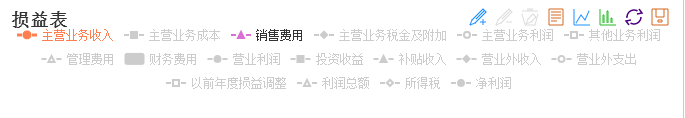 损益表
主营业务收入 主营业务成本 销售费用 主营业务税金及附加 主营业务利润 其他业务利润
管理费用 财务费用 营业利润 投资收益 补贴收入 营业外收入 营业外支出
以前年度损益调整 利润总额 所得税 净利润